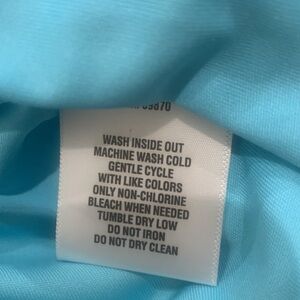 WASH INSIDE OUT
MACHINE WASH COLD
GENTLE CYCLE
WITH LIKE COLORS
ONLY NON-CHLORINE
BLEACH WHEN NEEDED
TUMBLE DRY LOW
DO NOT IRON
DO NOT DRY CLEAN